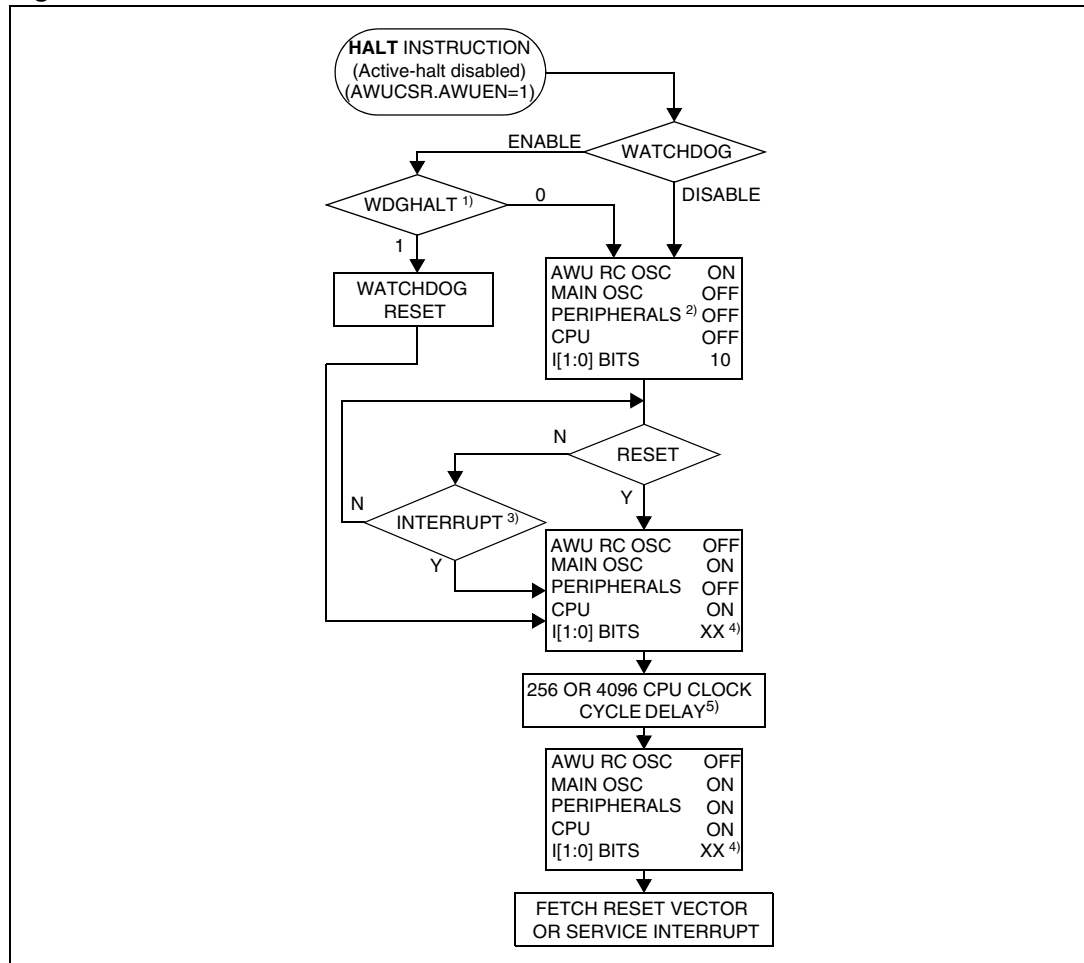 HALT INSTRUCTION
(Active-halt disabled)
(AWUCSR.AWUEN=1)
ENABLE
WATCHDOG
DISABLE
WDGHALT 1)
0
1
WATCHDOG
RESET
AWU RC OSC ON
MAIN OSC OFF
PERIPHERALS 2) OFF
CPU OFF
I[1:0] BITS 10
N
RESET
Y
N
INTERRUPT 3)
Y
AWU RC OSC OFF
MAIN OSC ON
PERIPHERALS OFF
CPU ON
I[1:0] BITS XX 4)
256 OR 4096 CPU CLOCK
CYCLE DELAY5)
AWU RC OSC OFF
MAIN OSC ON
PERIPHERALS ON
CPU ON
I[1:0] BITS XX 4)
FETCH RESET VECTOR
OR SERVICE INTERRUPT